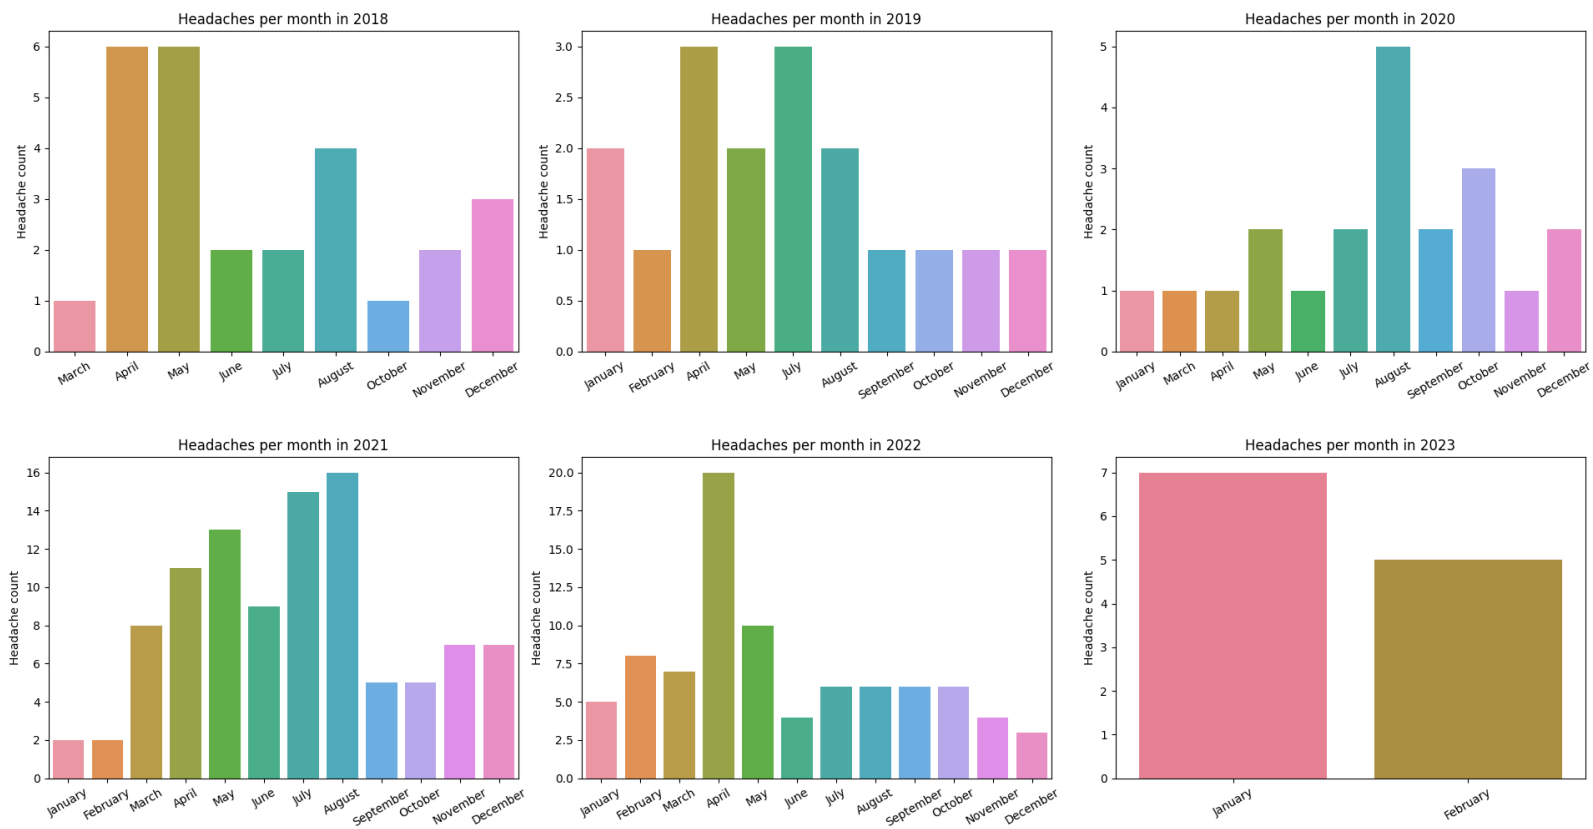 Headaches per month in 2018
Headache count
6
5
4
3
2
1
0
March April May June July August October November December
Headaches per month in 2019
Headache count
3.0
2.5
2.0
1.5
1.0
0.5
0.0
January February April May July August September October November December
Headaches per month in 2020
Headache count
5
4
3
2
1
0
January March April May June July August September October November December
Headaches per month in 2021
Headache count
16
14
12
10
8
6
4
2
0
January February March April May June July August September October November December
Headaches per month in 2022
Headache count
20.0
17.5
15.0
12.5
10.0
7.5
5.0
2.5
0.0
January February March April May June July August September October November December
Headaches per month in 2023
Headache count
7
6
5
4
3
2
1
0
January February